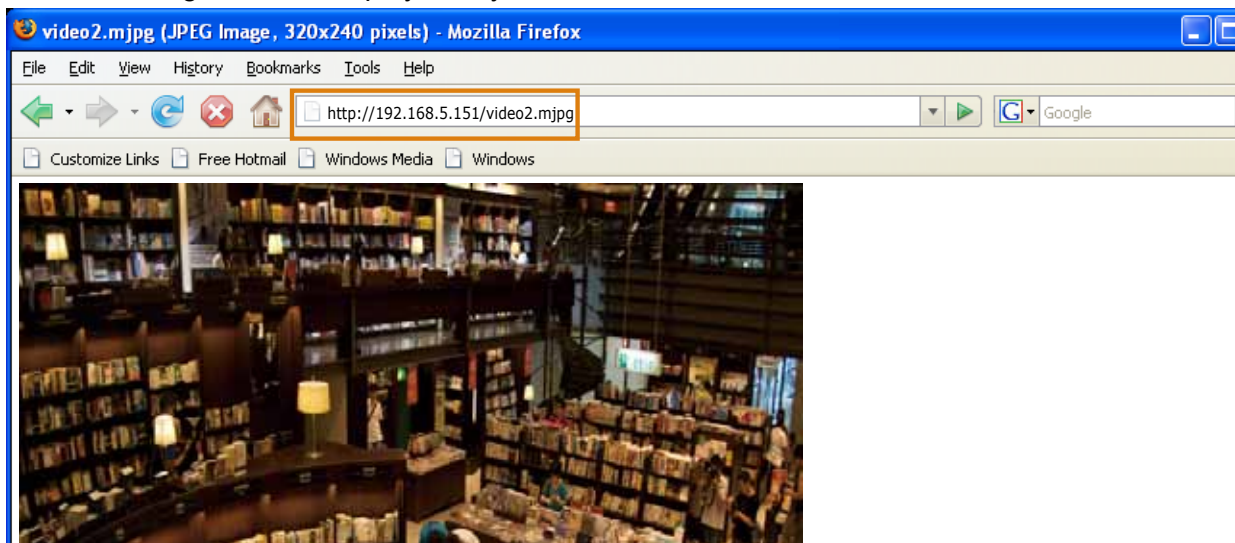 video2.mjpg (JPEG Image, 320x240 pixels) - Mozilla Firefox
File Edit View History Bookmarks Tools Help
http://192.168.5.151/video2.mjpg
G Google
Customize Links Free Hotmail Windows Media Windows